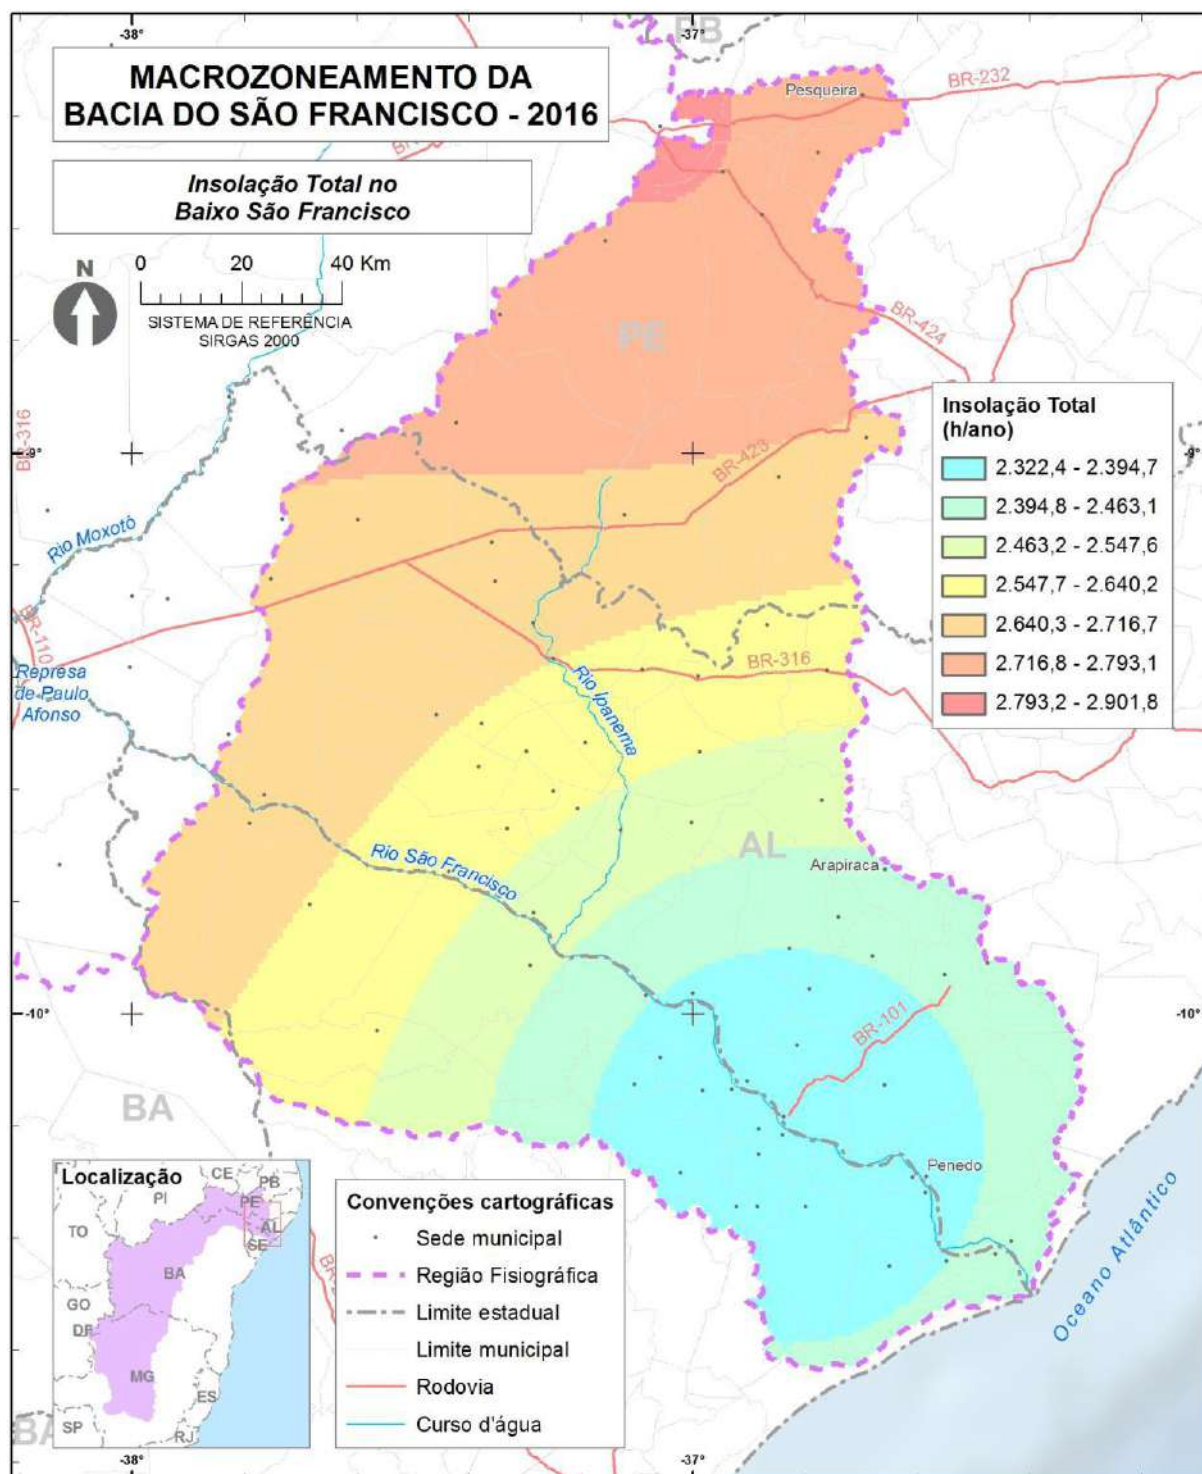 -38°
-37°
PB
MACROZONEAMENTO DA
BACIA DO SÃO FRANCISCO - 2016
Insolação Total no
Baixo São Francisco
N
0 20 40 Km
SISTEMA DE REFERÊNCIA
SIRGAS 2000
Pesqueira
BR-232
PE
BR-424
BR-316
-9°
-9°
BR-423
Insolação Total
(h/ano)
2.322,4 - 2.394,7
2.394,8 - 2.463,1
2.463,2 - 2.547,6
2.547,7 - 2.640,2
2.640,3 - 2.716,7
2.716,8 - 2.793,1
2.793,2 - 2.901,8
Rio Moxotó
BR-110
Represa
de Paulo
Afonso
Rio Ipanema
BR-316
Rio São Francisco
AL
Arapiraca
-10°
-10°
BR-101
BA
Penedo
Oceano Atlântico
Localização
CE
PB
PI
PE
TO
AL
SE
BA
GO
DF
MG
ES
SP
RJ
Convenções cartográficas
Sede municipal
Região Fisiográfica
Limite estadual
Limite municipal
Rodovia
Curso d'água
BA
-38°
-37°